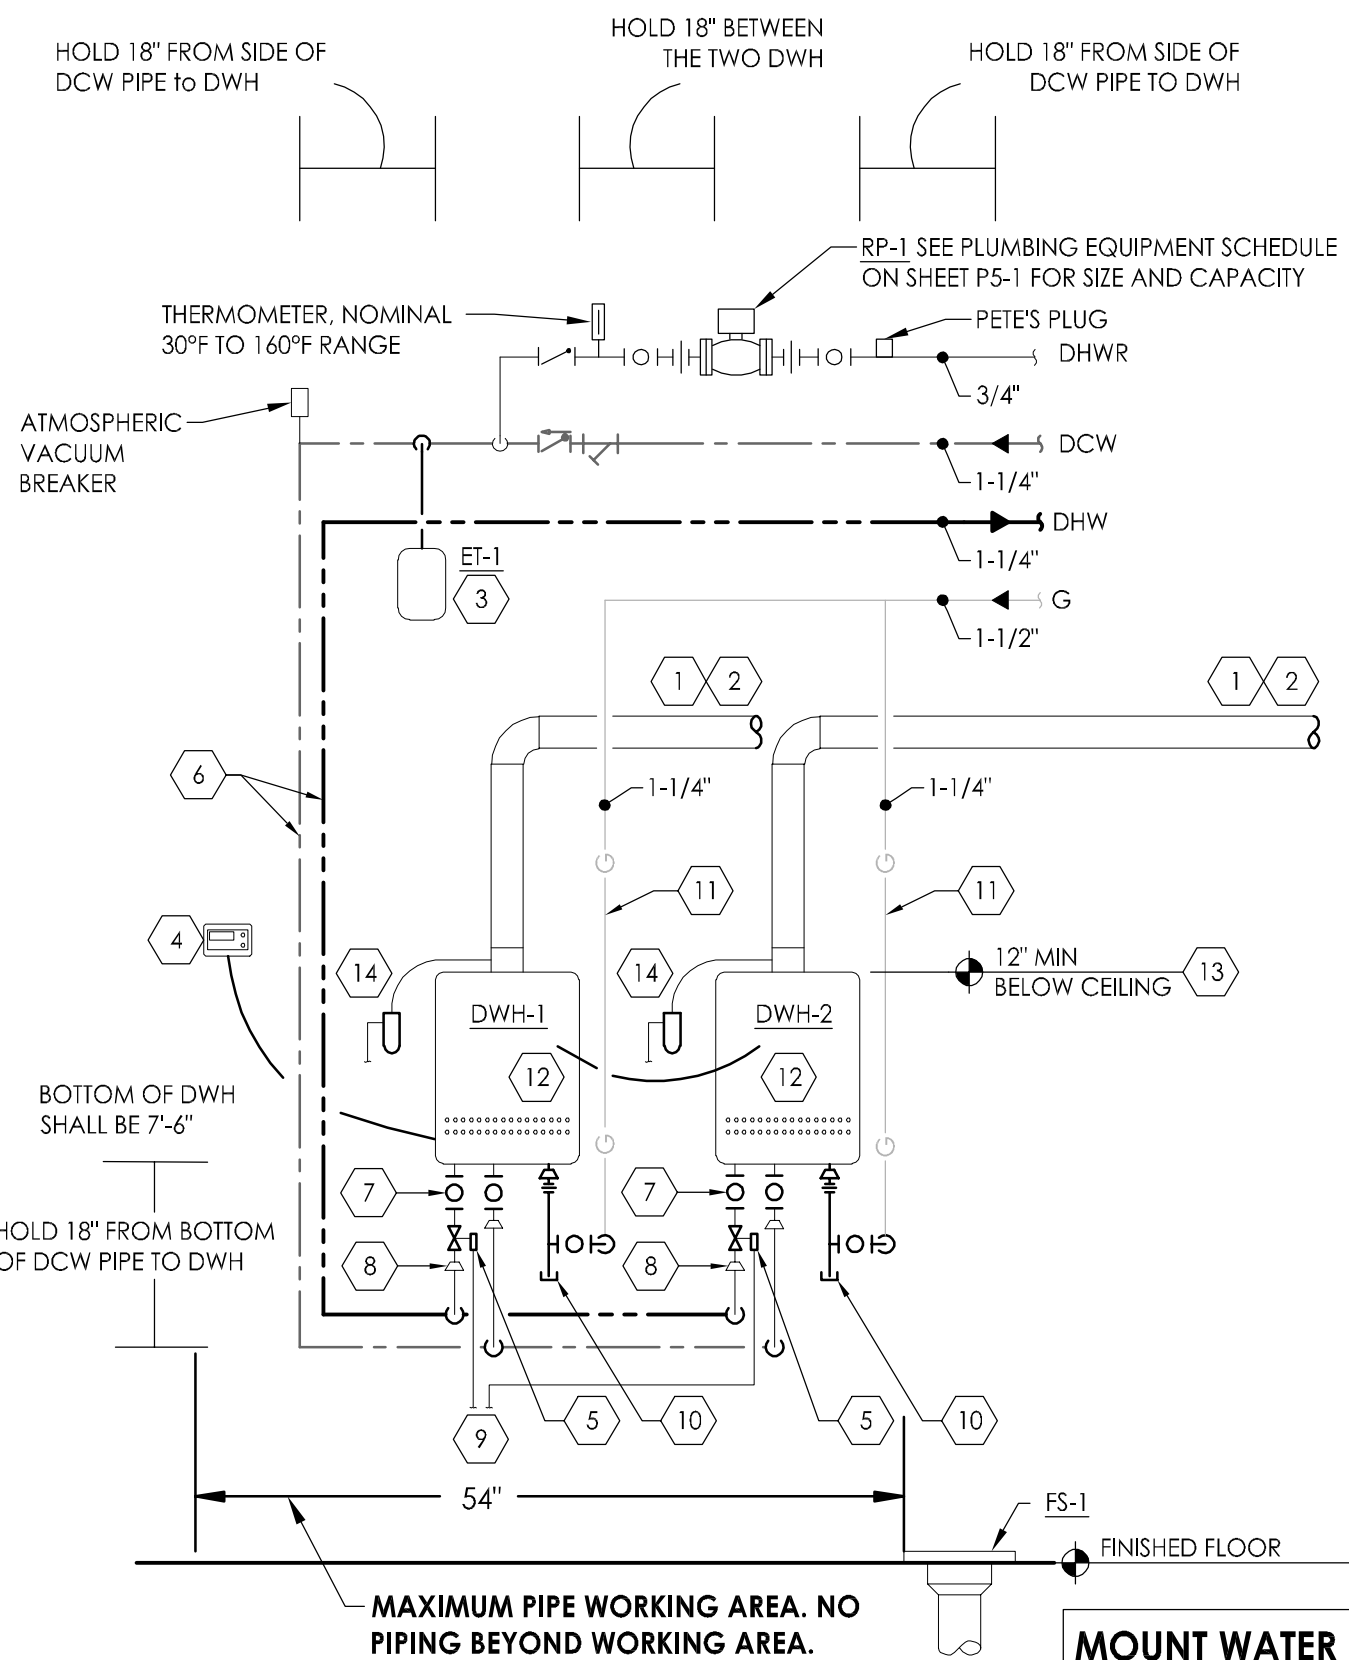 HOLD 18" FROM SIDE OF
DCW PIPE to DWH
HOLD 18" BETWEEN
THE TWO DWH
HOLD 18" FROM SIDE OF
DCW PIPE TO DWH
RP-1 SEE PLUMBING EQUIPMENT SCHEDULE
ON SHEET P5-1 FOR SIZE AND CAPACITY
THERMOMETER, NOMINAL
30°F TO 160°F RANGE
PETE'S PLUG
DHWR
3/4"
ATMOSPHERIC
VACUUM
BREAKER
DCW
1-1/4"
DHW
1-1/4"
ET-1
3
G
1-1/2"
1 2
1 2
6
1-1/4"
1-1/4"
G
G
11
11
4
14
14
12" MIN
BELOW CEILING
13
DWH-1
DWH-2
12
12
BOTTOM OF DWH
SHALL BE 7'-6"
G
G
7
7
HOLD 18" FROM BOTTOM
OF DCW PIPE TO DWH
8
8
9
5
10
5
10
54"
FS-1
FINISHED FLOOR
MAXIMUM PIPE WORKING AREA. NO
PIPING BEYOND WORKING AREA.
MOUNT WATER